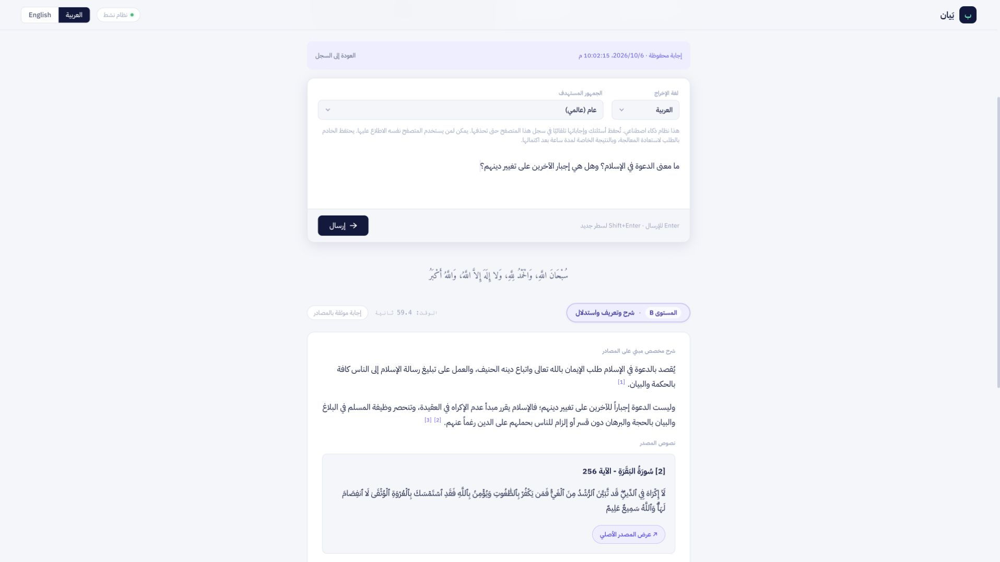 ب بَيان
نظام نشط
العربية English
إجابة محفوظة · 2026/10/6، 10:02:15 م
العودة إلى السجل
لغة الإخراج
العربية
الجمهور المستهدف
عام (عالمي)
هذا نظام ذكاء اصطناعي. تُحفظ أسئلتك وإجاباتها تلقائيًا في سجل هذا المتصفح حتى تحذفها. يمكن لمن يستخدم المتصفح نفسه الاطلاع عليها. يحتفظ الخادم
بالطلب لاستعادة المعالجة، وبالنتيجة الخاصة لمدة ساعة بعد اكتمالها.
ما معنى الدعوة في الإسلام؟ وهل هي إجبار الآخرين على تغيير دينهم؟
Enter للإرسال · Shift+Enter لسطر جديد
→ إرسال
سُبْحَانَ اللَّهِ، وَالْحَمْدُ لِلَّهِ، وَلا إِلَهَ إِلاَّ اللَّهُ، وَاللَّهُ أَكْبَرُ
المستوى B · شرح وتعريف واستدلال
الوقت: 59.4 ثانية
إجابة موثقة بالمصادر
شرح مخصص مبني على المصادر
يُقصد بالدعوة في الإسلام طلب الإيمان بالله تعالى واتباع دينه الحنيف، والعمل على تبليغ رسالة الإسلام إلى الناس كافة
بالحكمة والبيان. [1]
وليست الدعوة إجباراً للآخرين على تغيير دينهم؛ فالإسلام يقرر مبدأ عدم الإكراه في العقيدة، وتنحصر وظيفة المسلم في البلاغ
والبيان بالحجة والبرهان دون قسر أو إلزام للناس بحملهم على الدين رغماً عنهم. [2] [3]
نصوص المصدر
[2] سُورَةُ البَقَرَةِ - الآية 256
لَآ إِكۡرَاهَ فِي ٱلدِّينِۖ قَد تَّبَيَّنَ ٱلرُّشۡدُ مِنَ ٱلۡغَيِّۚ فَمَن يَكۡفُرۡ بِٱلطَّٰغُوتِ وَيُؤۡمِنۢ بِٱللَّهِ فَقَدِ ٱسۡتَمۡسَكَ بِٱلۡعُرۡوَةِ ٱلۡوُثۡقَىٰ لَا ٱنفِصَامَ
لَهَاۗ وَٱللَّهُ سَمِيعٌ عَلِيمٌ
↗ عرض المصدر الأصلي